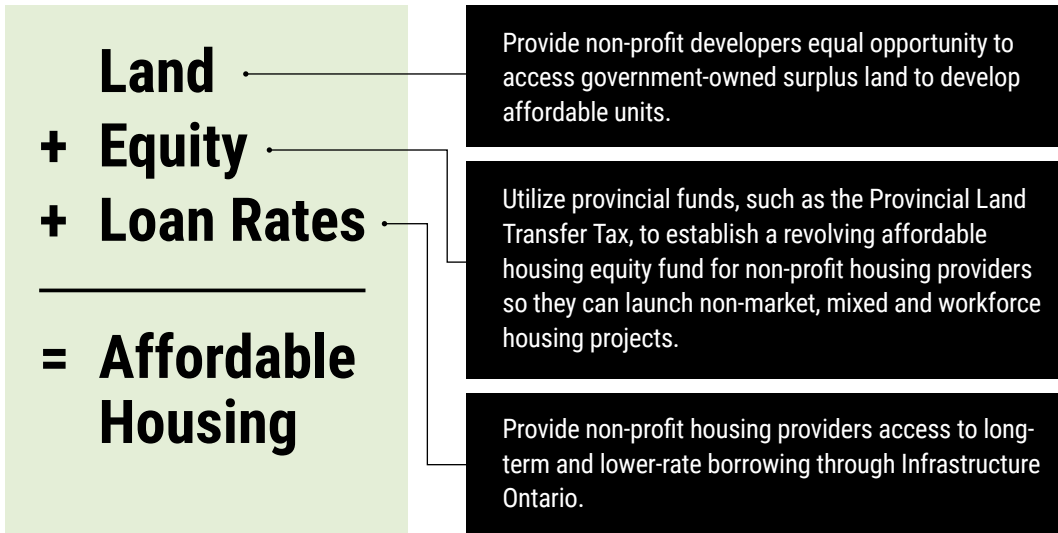 Land
+ Equity
+ Loan Rates
= Affordable
Housing
Provide non-profit developers equal opportunity to
access government-owned surplus land to develop
affordable units.
Utilize provincial funds, such as the Provincial Land
Transfer Tax, to establish a revolving affordable
housing equity fund for non-profit housing providers
so they can launch non-market, mixed and workforce
housing projects.
Provide non-profit housing providers access to long-
term and lower-rate borrowing through Infrastructure
Ontario.